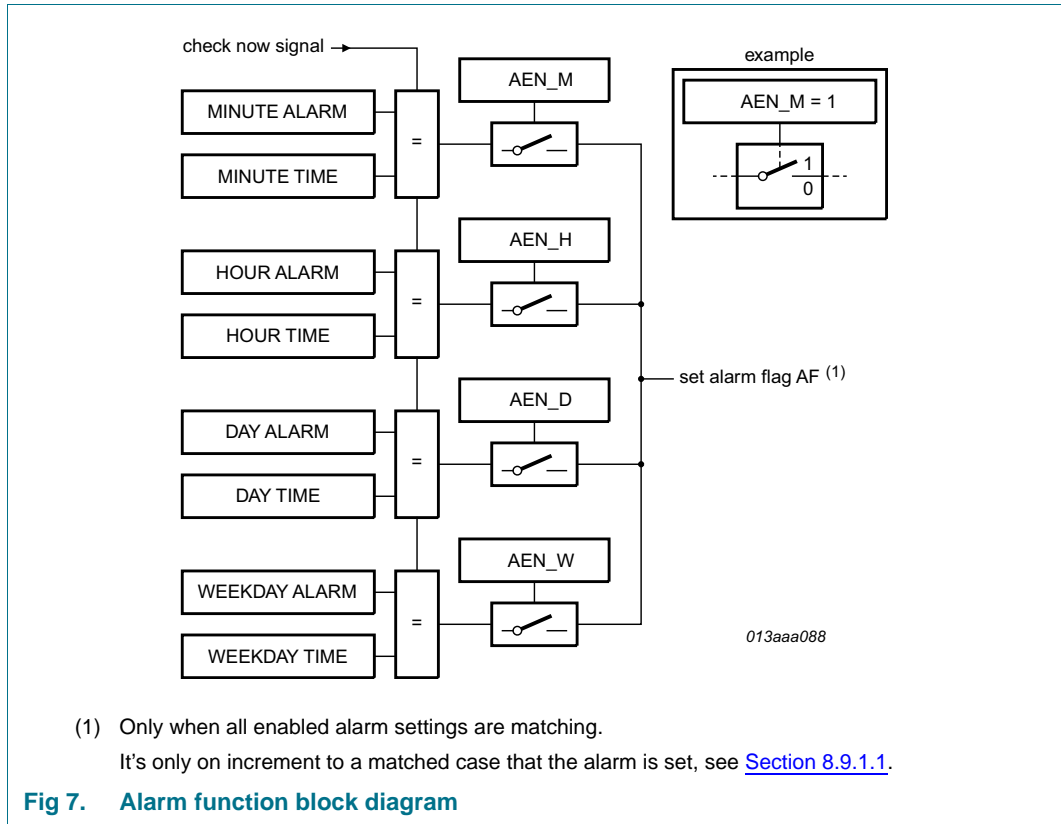 check now signal
example
AEN_M
AEN_M = 1
MINUTE ALARM
=
MINUTE TIME
1
0
AEN_H
HOUR ALARM
=
HOUR TIME
set alarm flag AF (1)
AEN_D
DAY ALARM
=
DAY TIME
AEN_W
WEEKDAY ALARM
=
WEEKDAY TIME
013aaa088
(1) Only when all enabled alarm settings are matching.
It's only on increment to a matched case that the alarm is set, see Section 8.9.1.1.
Fig 7. Alarm function block diagram